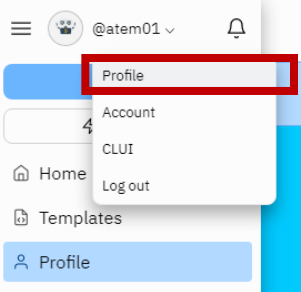 @atem01
Profile
Account
CLUI
Log out
Home
Templates
Profile